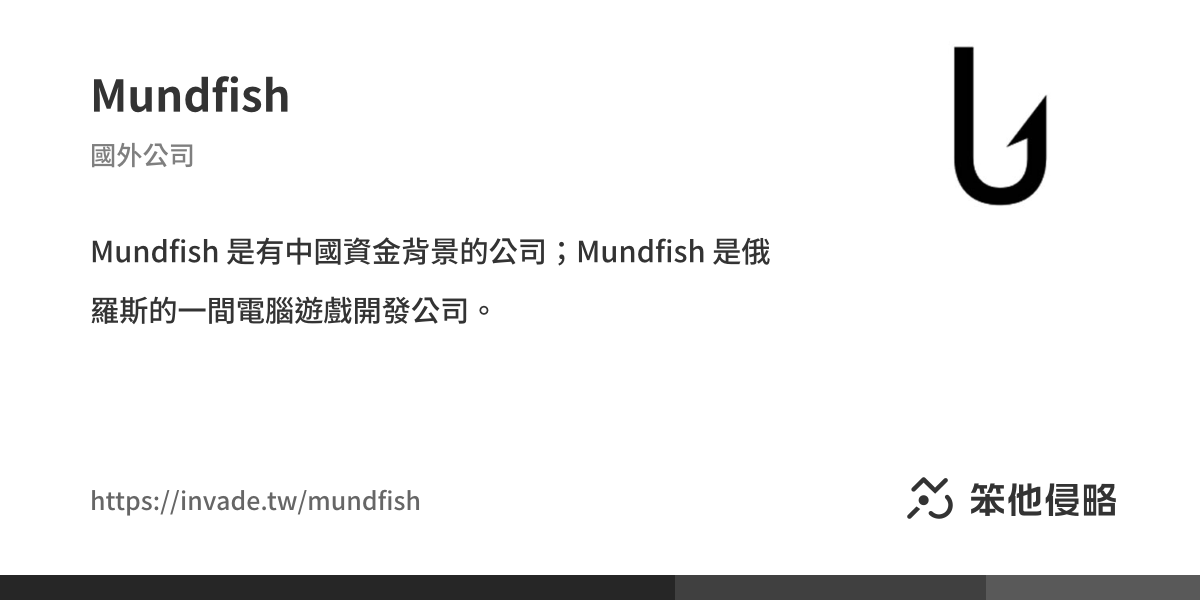 Mundfish
國外公司
Mundfish 是有中國資金背景的公司；Mundfish 是俄
羅斯的一間電腦遊戲開發公司。
https://invade.tw/mundfish
笨他侵略